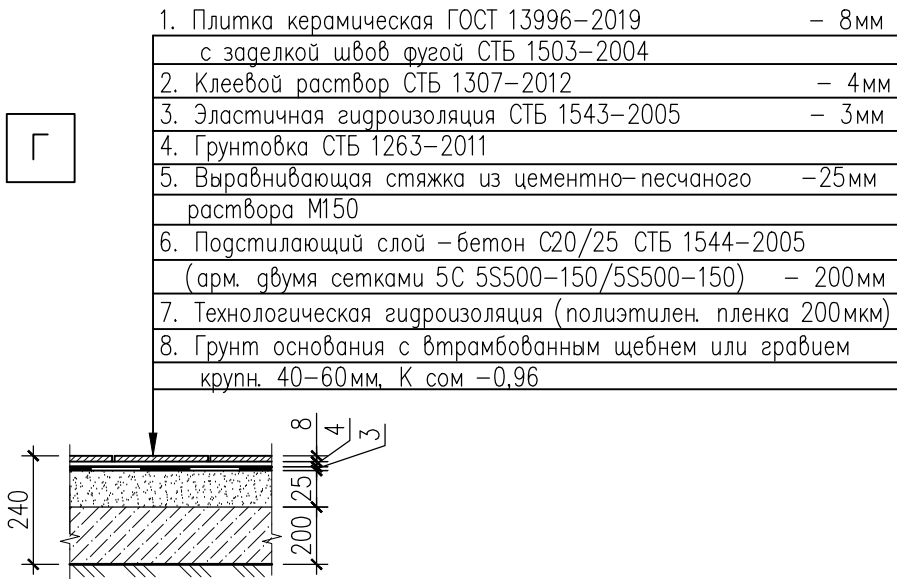 1. Плитка керамическая ГОСТ 13996-2019 - 8мм
с заделкой швов фугой СТБ 1503-2004
2. Клеевой раствор СТБ 1307-2012 - 4мм
3. Эластичная гидроизоляция СТБ 1543-2005 - 3мм
Г
4. Грунтовка СТБ 1263-2011
5. Выравнивающая стяжка из цементно-песчаного -25мм
раствора М150
6. Подстилающий слой -бетон С20/25 СТБ 1544-2005
(арм. двумя сетками 5С 5S500-150/5S500-150) - 200мм
7. Технологическая гидроизоляция (полиэтилен. пленка 200мкм)
8. Грунт основания с втрамбованным щебнем или гравием
крупн. 40-60мм, К сом -0,96
8
4
3
25
200
240